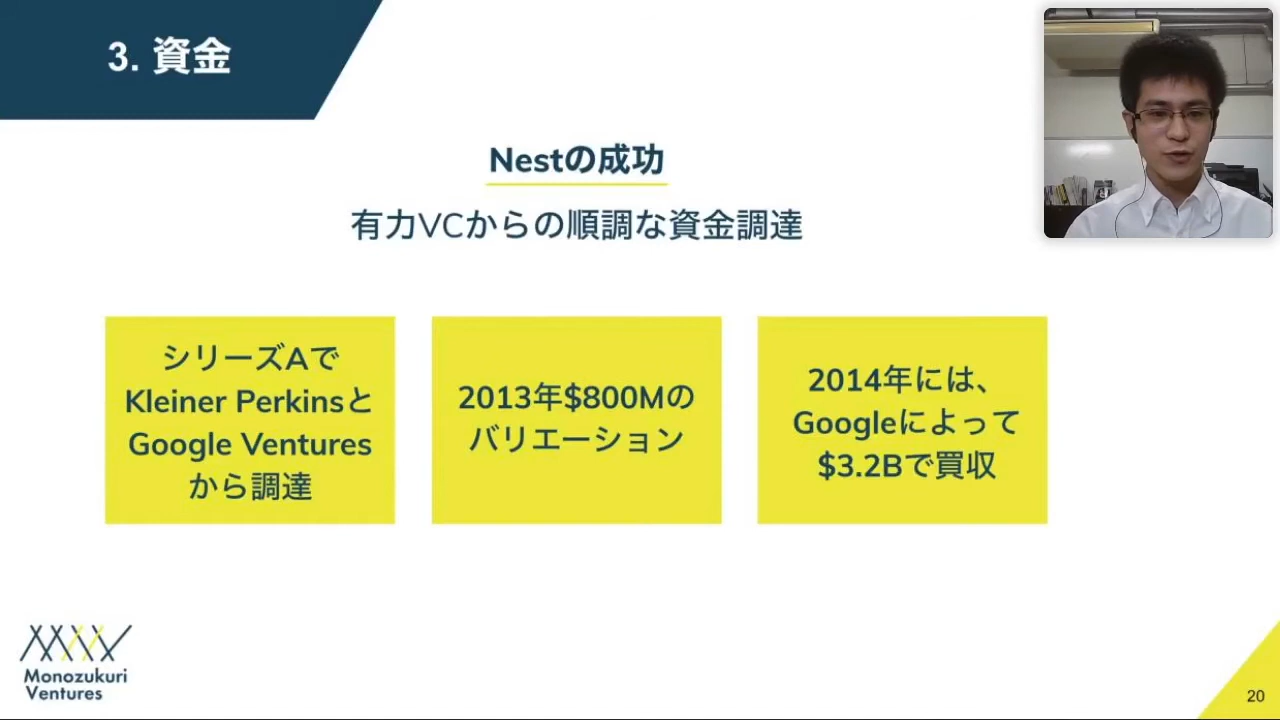 3. 資金
Nestの成功
有力VCからの順調な資金調達
シリーズAで
Kleiner Perkinsと
Google Ventures
から調達
2013年$800Mの
バリエーション
2014年には、
Googleによって
$3.2Bで買収
Monozukuri
Ventures
20